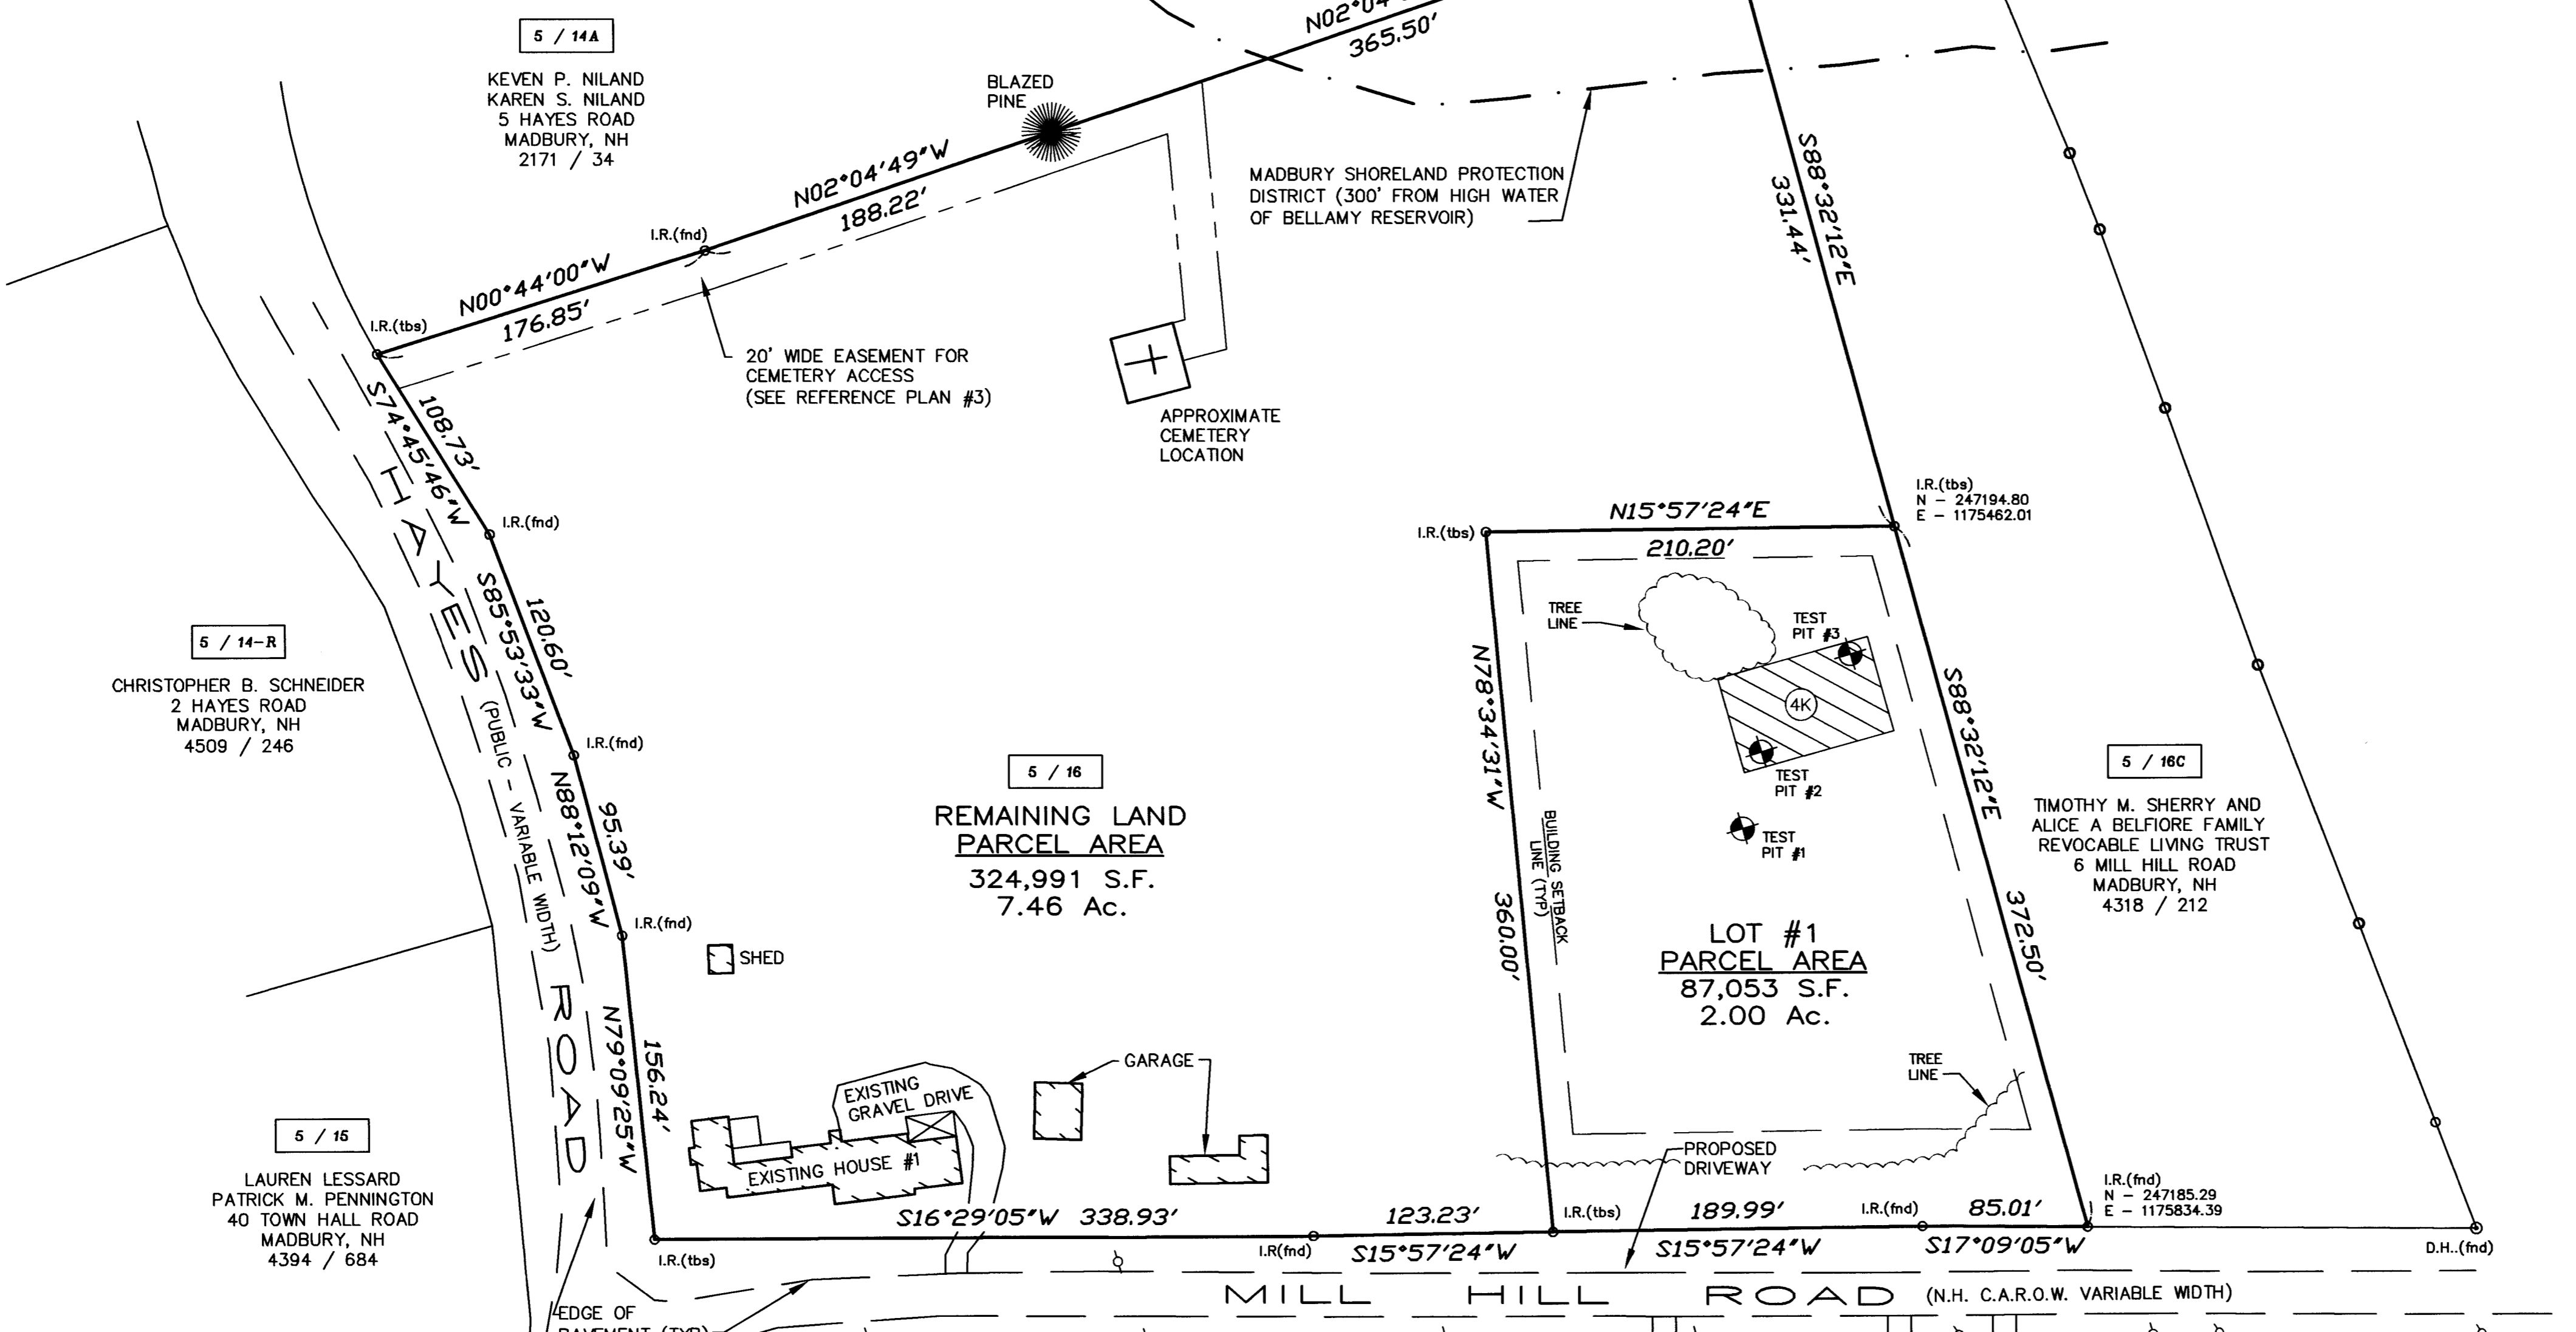 5 / 14A
KEVEN P. NILAND
KAREN S. NILAND
5 HAYES ROAD
MADBURY, NH
2171 / 34
BLAZED
PINE
365.50'
N02°04'49"W
188.22'
MADBURY SHORELAND PROTECTION
DISTRICT (300' FROM HIGH WATER
OF BELLAMY RESERVOIR)
S88°32'12"E
331.44'
I.R.(fnd)
N00°44'00"W
176.85'
I.R.(tbs)
20' WIDE EASEMENT FOR
CEMETERY ACCESS
(SEE REFERENCE PLAN #3)
APPROXIMATE
CEMETERY
LOCATION
108.73'
S74°45'46"W
I.R.(fnd)
120.60'
S85°53'33"W
I.R.(fnd)
95.39'
N88°12'09"W
I.R.(fnd)
156.24'
N79°09'25"W
HAYES
(PUBLIC - VARIABLE WIDTH)
ROAD
5 / 14-R
CHRISTOPHER B. SCHNEIDER
2 HAYES ROAD
MADBURY, NH
4509 / 246
5 / 15
LAUREN LESSARD
PATRICK M. PENNINGTON
40 TOWN HALL ROAD
MADBURY, NH
4394 / 684
5 / 16
REMAINING LAND
PARCEL AREA
324,991 S.F.
7.46 Ac.
SHED
GARAGE
EXISTING
GRAVEL DRIVE
EXISTING HOUSE #1
I.R.(tbs)
N15°57'24"E
210.20'
I.R.(tbs)
N - 247194.80
E - 1175462.01
TREE
LINE
TEST
PIT #3
4K
TEST
PIT #2
TEST
PIT #1
N78°34'31"W
360.00'
BUILDING SETBACK
LINE (TYP)
S88°32'12"E
372.50'
LOT #1
PARCEL AREA
87,053 S.F.
2.00 Ac.
TREE
LINE
5 / 16C
TIMOTHY M. SHERRY AND
ALICE A BELFIORE FAMILY
REVOCABLE LIVING TRUST
6 MILL HILL ROAD
MADBURY, NH
4318 / 212
PROPOSED
DRIVEWAY
I.R.(fnd)
N - 247185.29
E - 1175834.39
S16°29'05"W 338.93'
123.23'
I.R.(tbs)
189.99'
I.R.(fnd)
85.01'
I.R.(tbs)
I.R(fnd)
S15°57'24"W
S15°57'24"W
S17°09'05"W
D.H..(fnd)
MILL HILL ROAD (N.H. C.A.R.O.W. VARIABLE WIDTH)
EDGE OF
PAVEMENT (TYP)